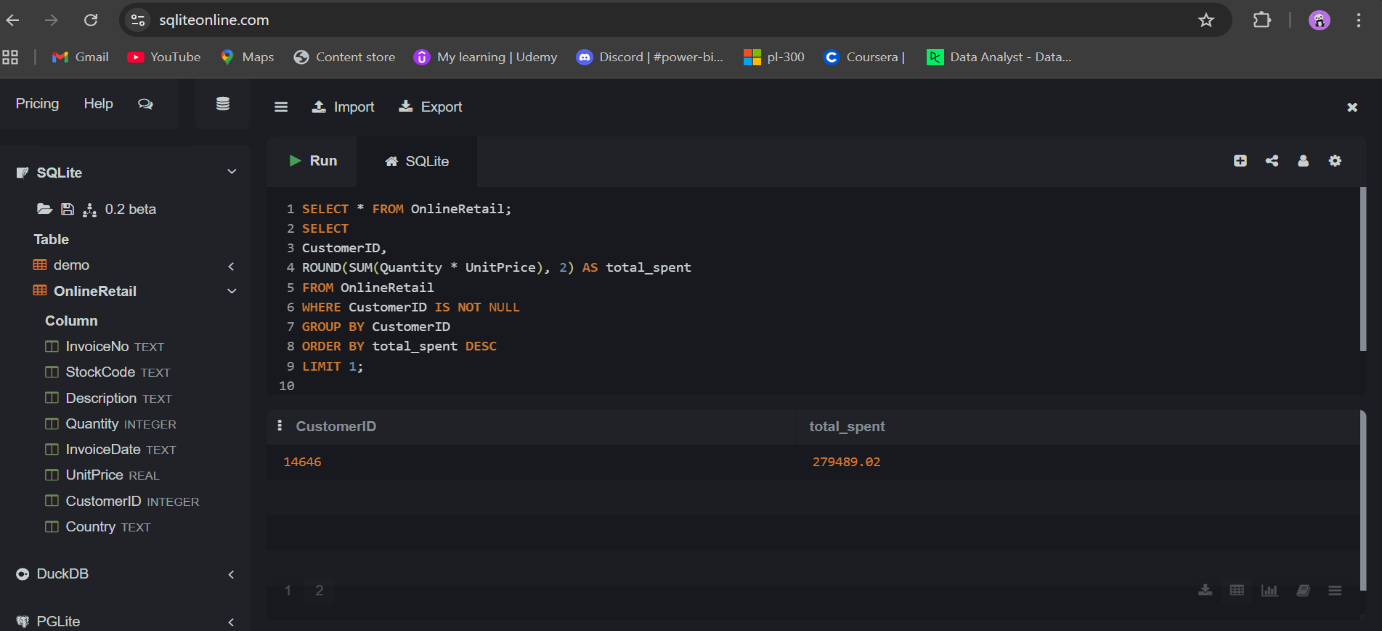 sqliteonline.com
Gmail YouTube Maps Content store My learning | Udemy Discord | #power-bi... pl-300 Coursera | Data Analyst - Data...
Pricing Help Import Export
Run SQLite
SQLite
0.2 beta
Table
demo
OnlineRetail
Column
InvoiceNo TEXT
StockCode TEXT
Description TEXT
Quantity INTEGER
InvoiceDate TEXT
UnitPrice REAL
CustomerID INTEGER
Country TEXT
DuckDB
PGLite
1 SELECT * FROM OnlineRetail;
2 SELECT
3 CustomerID,
4 ROUND(SUM(Quantity * UnitPrice), 2) AS total_spent
5 FROM OnlineRetail
6 WHERE CustomerID IS NOT NULL
7 GROUP BY CustomerID
8 ORDER BY total_spent DESC
9 LIMIT 1;
10
CustomerID total_spent
14646 279489.02
1 2